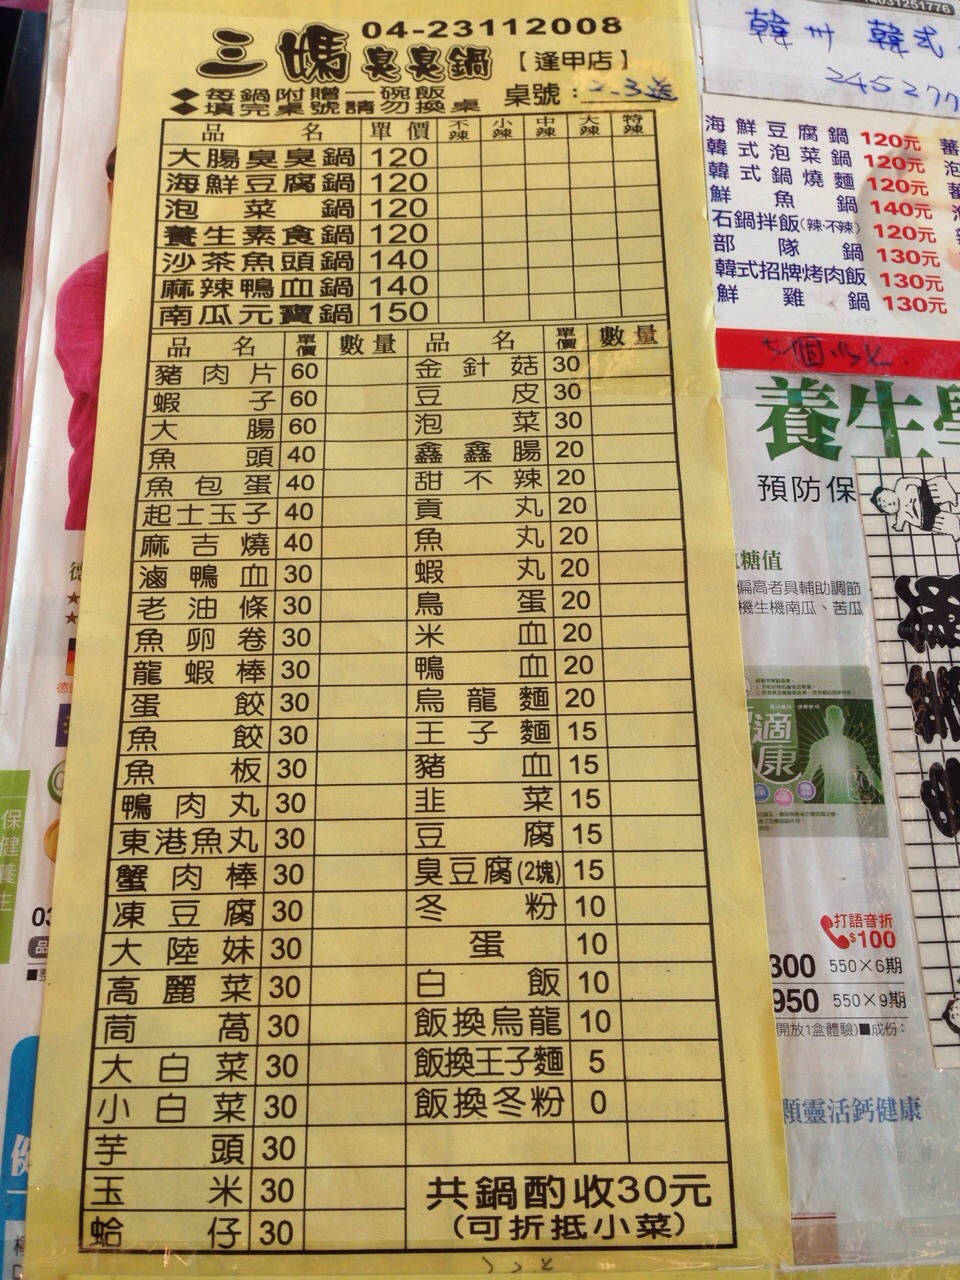 04-23112008
三媽臭臭鍋【逢甲店】
◆每鍋附贈一碗飯
◆填完桌號請勿換桌 桌號：
品名 單價 不辣 小辣 中辣 大辣 特辣
大腸臭臭鍋 120
海鮮豆腐鍋 120
泡菜鍋 120
養生素食鍋 120
沙茶魚頭鍋 140
麻辣鴨血鍋 140
南瓜元寶鍋 150
品名 單價 數量 品名 單價 數量
豬肉片 60 金針菇 30
蝦子 60 豆皮 30
大腸 60 泡菜 30
魚頭 40 鑫鑫腸 20
魚包蛋 40 甜不辣 20
起士玉子 40 貢丸 20
麻吉燒 40 魚丸 20
滷鴨血 30 蝦丸 20
老油條 30 鳥蛋 20
魚卵卷 30 米血 20
龍蝦棒 30 鴨血 20
蛋餃 30 烏龍麵 20
魚餃 30 王子麵 15
魚板 30 豬血 15
鴨肉丸 30 韭菜 15
東港魚丸 30 豆腐 15
蟹肉棒 30 臭豆腐(2塊) 15
凍豆腐 30 冬粉 10
大陸妹 30 蛋 10
高麗菜 30 白飯 10
茼萵 30 飯換烏龍 10
大白菜 30 飯換王子麵 5
小白菜 30 飯換冬粉 0
芋頭 30
玉米 30 共鍋酌收30元
蛤仔 30 (可折抵小菜)
14031251776
韓州 韓式
海鮮豆腐鍋 120元
韓式泡菜鍋 120元
韓式鍋燒麵 120元
鮮魚鍋 140元
石鍋拌飯(辣·不辣) 120元
部隊鍋 130元
韓式招牌烤肉飯 130元
鮮雞鍋 130元
養生
預防保
糖值
偏高者具輔助調節
機生機南瓜、苦瓜
適
康
打語音折
$100
300 550×6期
950 550×9期
開放1盒體驗)■成份：
顆靈活鈣健康
保健養生